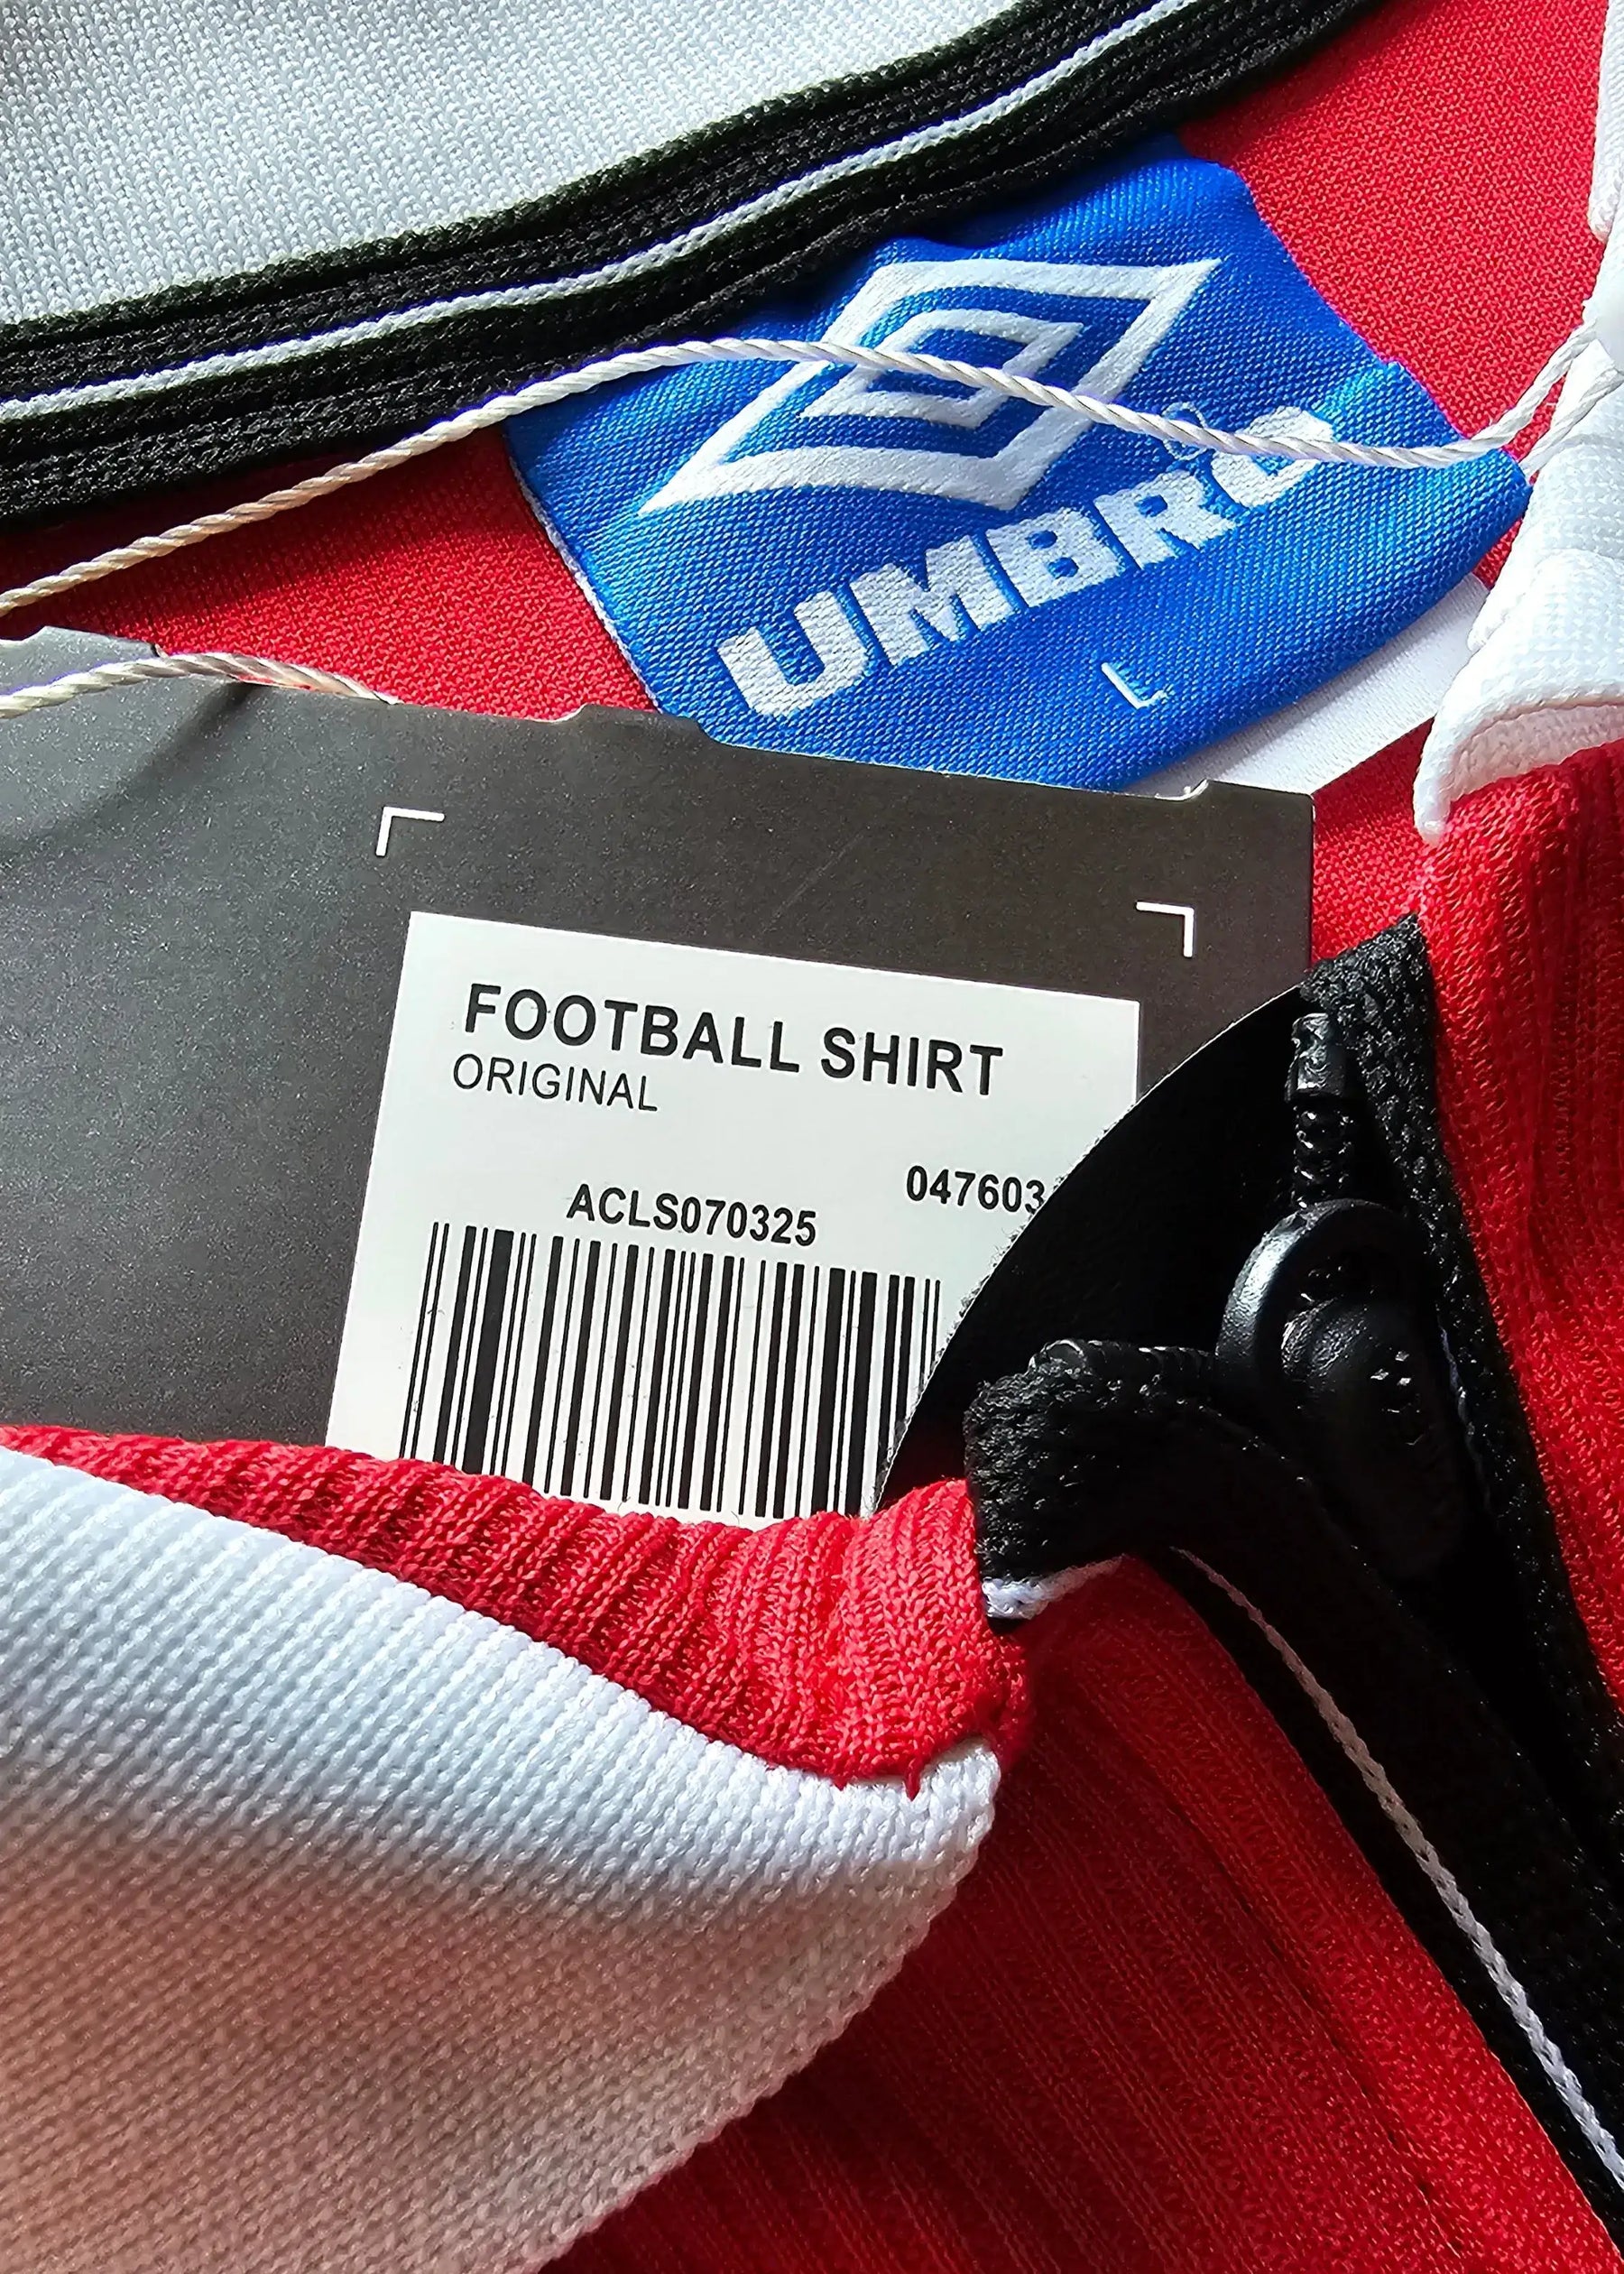 UMBRO
L
FOOTBALL SHIRT
ORIGINAL
047603
ACLS070325